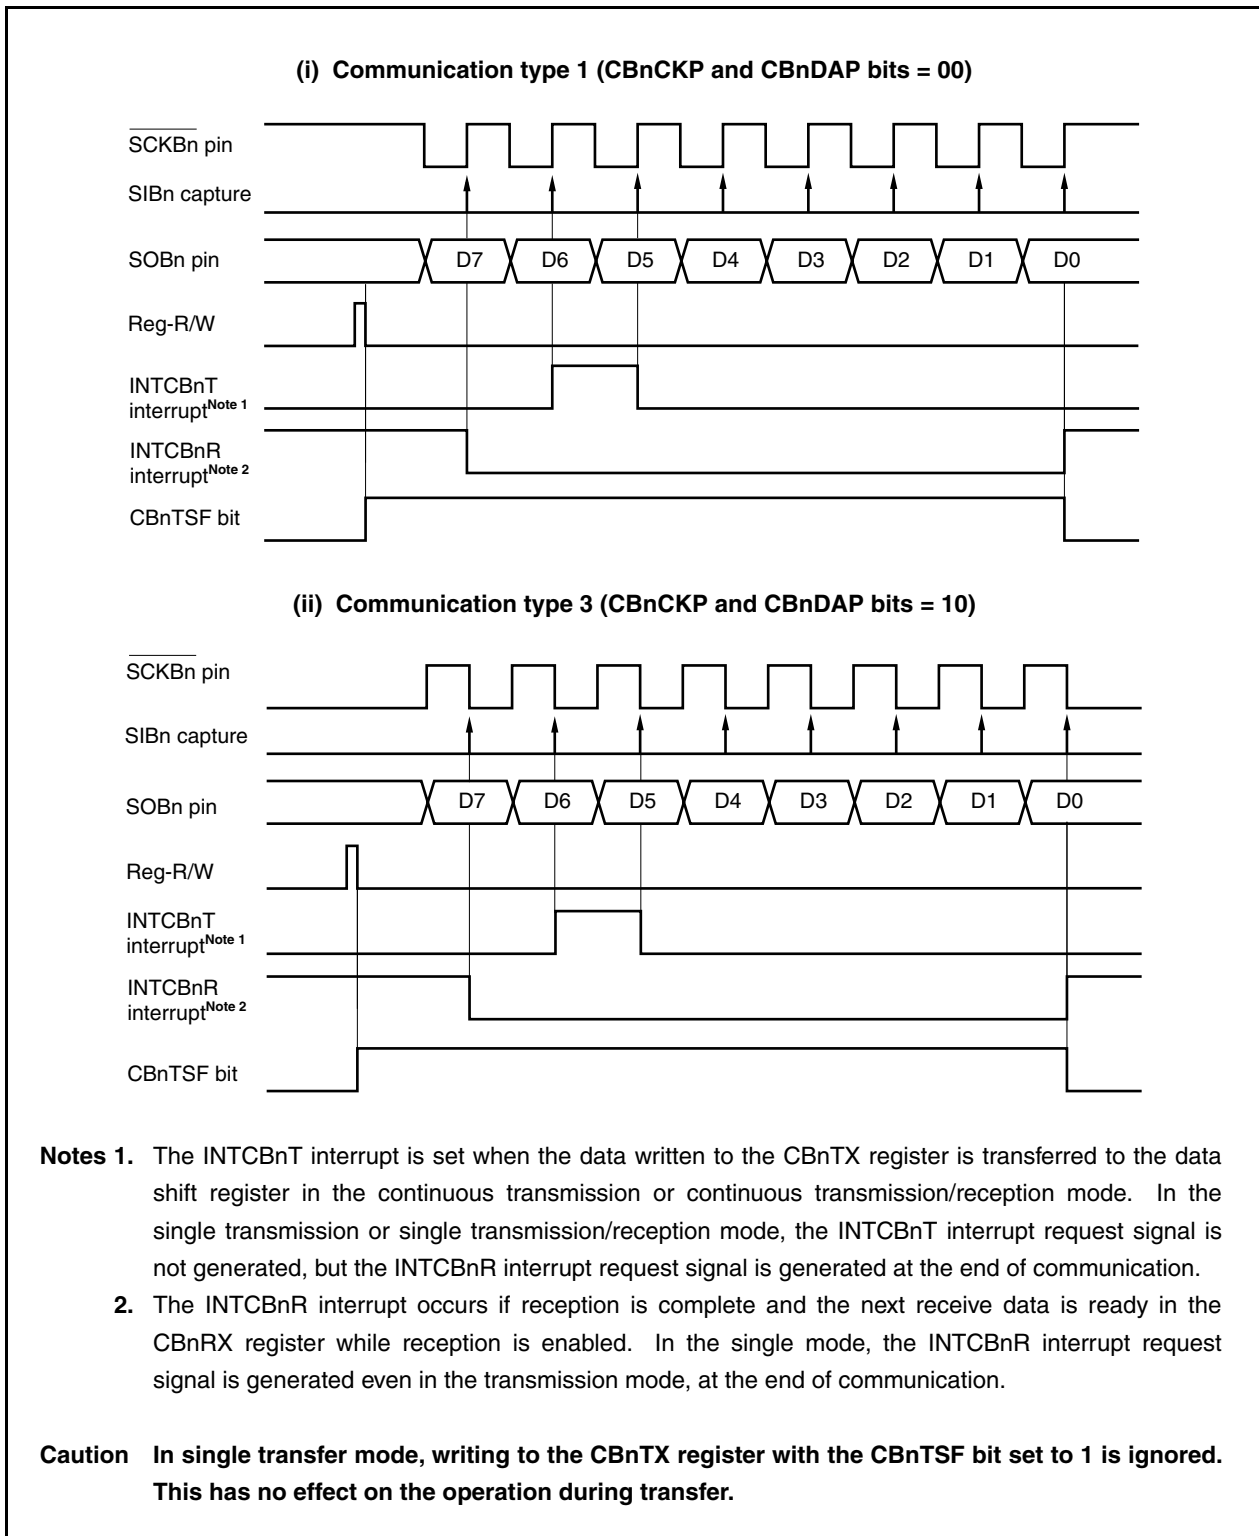 (i) Communication type 1 (CBnCKP and CBnDAP bits = 00)
SCKBn pin
SIBn capture
SOBn pin D7 D6 D5 D4 D3 D2 D1 D0
Reg-R/W
INTCBnT
interruptNote 1
INTCBnR
interruptNote 2
CBnTSF bit
(ii) Communication type 3 (CBnCKP and CBnDAP bits = 10)
SCKBn pin
SIBn capture
SOBn pin D7 D6 D5 D4 D3 D2 D1 D0
Reg-R/W
INTCBnT
interruptNote 1
INTCBnR
interruptNote 2
CBnTSF bit
Notes 1. The INTCBnT interrupt is set when the data written to the CBnTX register is transferred to the data
shift register in the continuous transmission or continuous transmission/reception mode. In the
single transmission or single transmission/reception mode, the INTCBnT interrupt request signal is
not generated, but the INTCBnR interrupt request signal is generated at the end of communication.
2. The INTCBnR interrupt occurs if reception is complete and the next receive data is ready in the
CBnRX register while reception is enabled. In the single mode, the INTCBnR interrupt request
signal is generated even in the transmission mode, at the end of communication.
Caution In single transfer mode, writing to the CBnTX register with the CBnTSF bit set to 1 is ignored.
This has no effect on the operation during transfer.